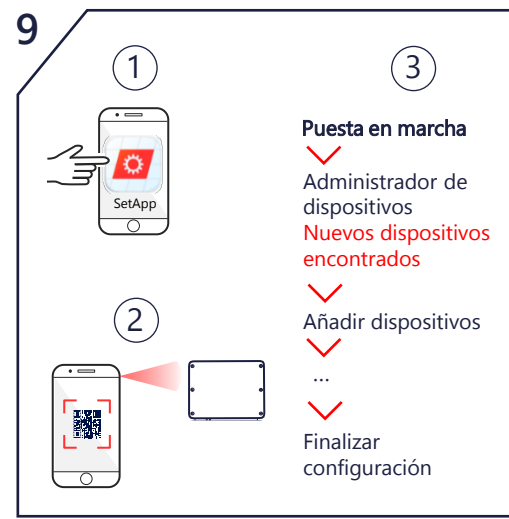 9
1
SetApp
2
3
Puesta en marcha
Administrador de
dispositivos
Nuevos dispositivos
encontrados
Añadir dispositivos
...
Finalizar
configuración